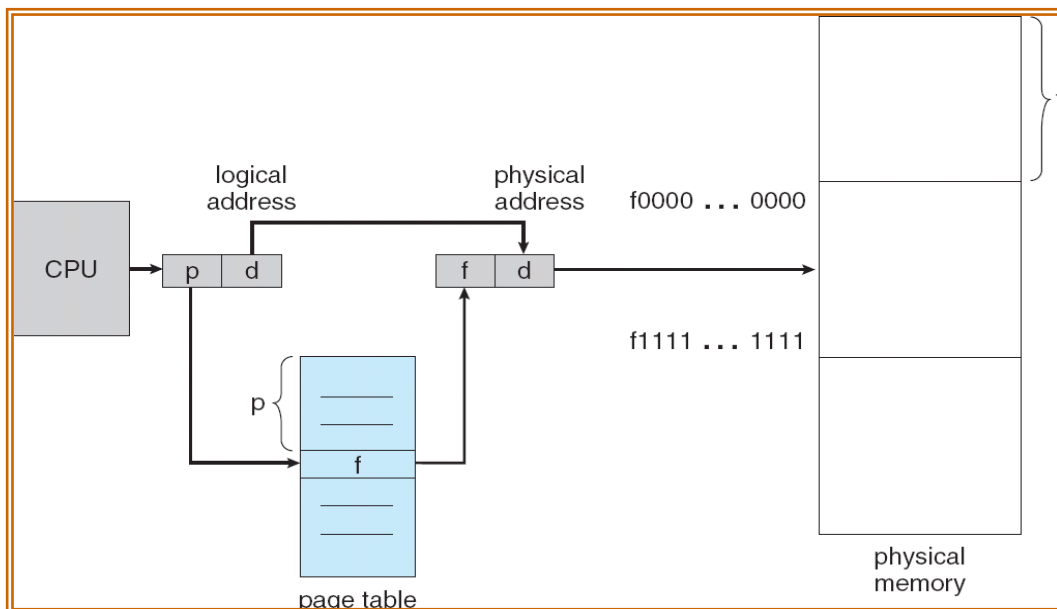 logical
address
physical
address
f0000 ... 0000
CPU
p
d
f
d
f1111 ... 1111
p
f
physical
memory
page table